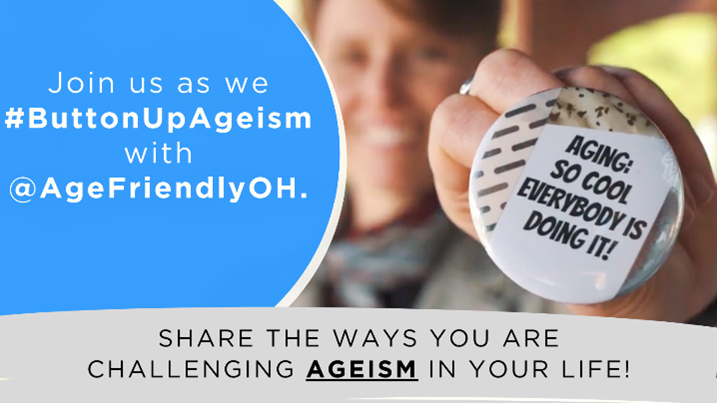 Join us as we
#ButtonUpAgeism
with
@AgeFriendlyOH.
AGING:
SO COOL
EVERYBODY IS
DOING IT!
SHARE THE WAYS YOU ARE
CHALLENGING AGEISM IN YOUR LIFE!